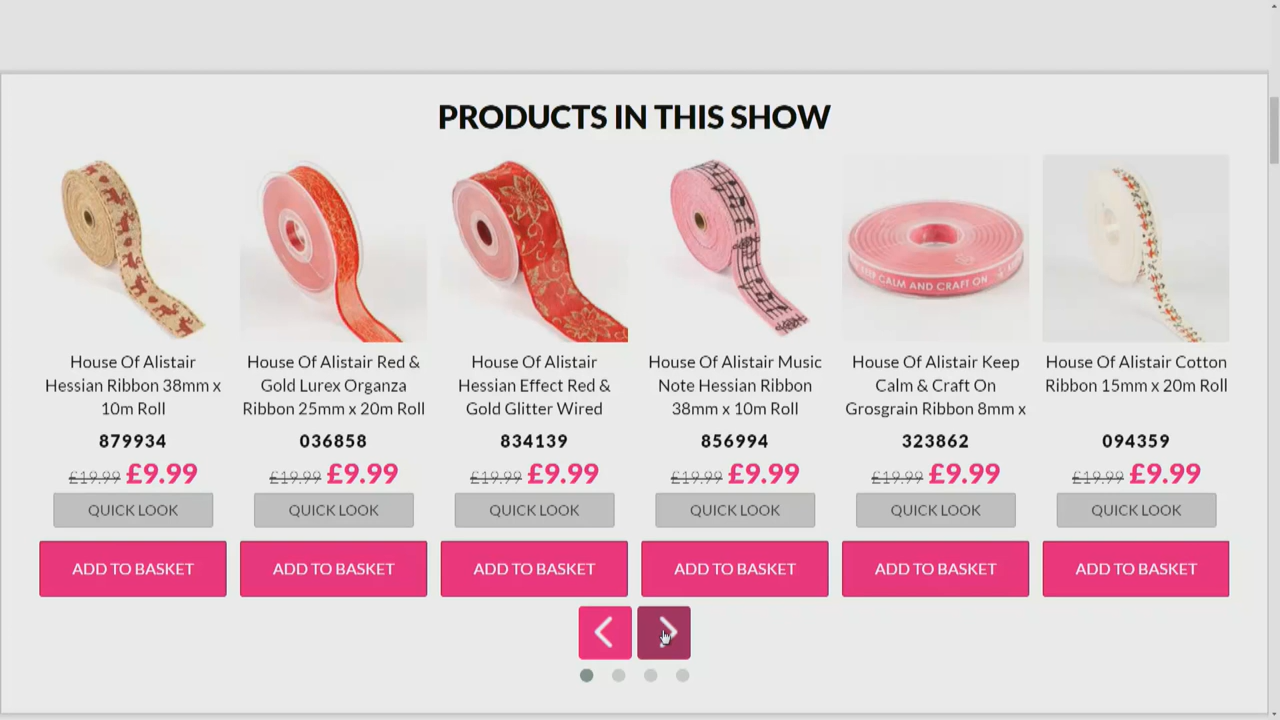 PRODUCTS IN THIS SHOW
KEEP CALM AND CRAFT ON
House Of Alistair
Hessian Ribbon 38mm x
10m Roll
879934
£19.99 £9.99
QUICK LOOK
ADD TO BASKET
House Of Alistair Red &
Gold Lurex Organza
Ribbon 25mm x 20m Roll
036858
£19.99 £9.99
QUICK LOOK
ADD TO BASKET
House Of Alistair
Hessian Effect Red &
Gold Glitter Wired
834139
£19.99 £9.99
QUICK LOOK
ADD TO BASKET
House Of Alistair Music
Note Hessian Ribbon
38mm x 10m Roll
856994
£19.99 £9.99
QUICK LOOK
ADD TO BASKET
House Of Alistair Keep
Calm & Craft On
Grosgrain Ribbon 8mm x
323862
£19.99 £9.99
QUICK LOOK
ADD TO BASKET
House Of Alistair Cotton
Ribbon 15mm x 20m Roll
094359
£19.99 £9.99
QUICK LOOK
ADD TO BASKET